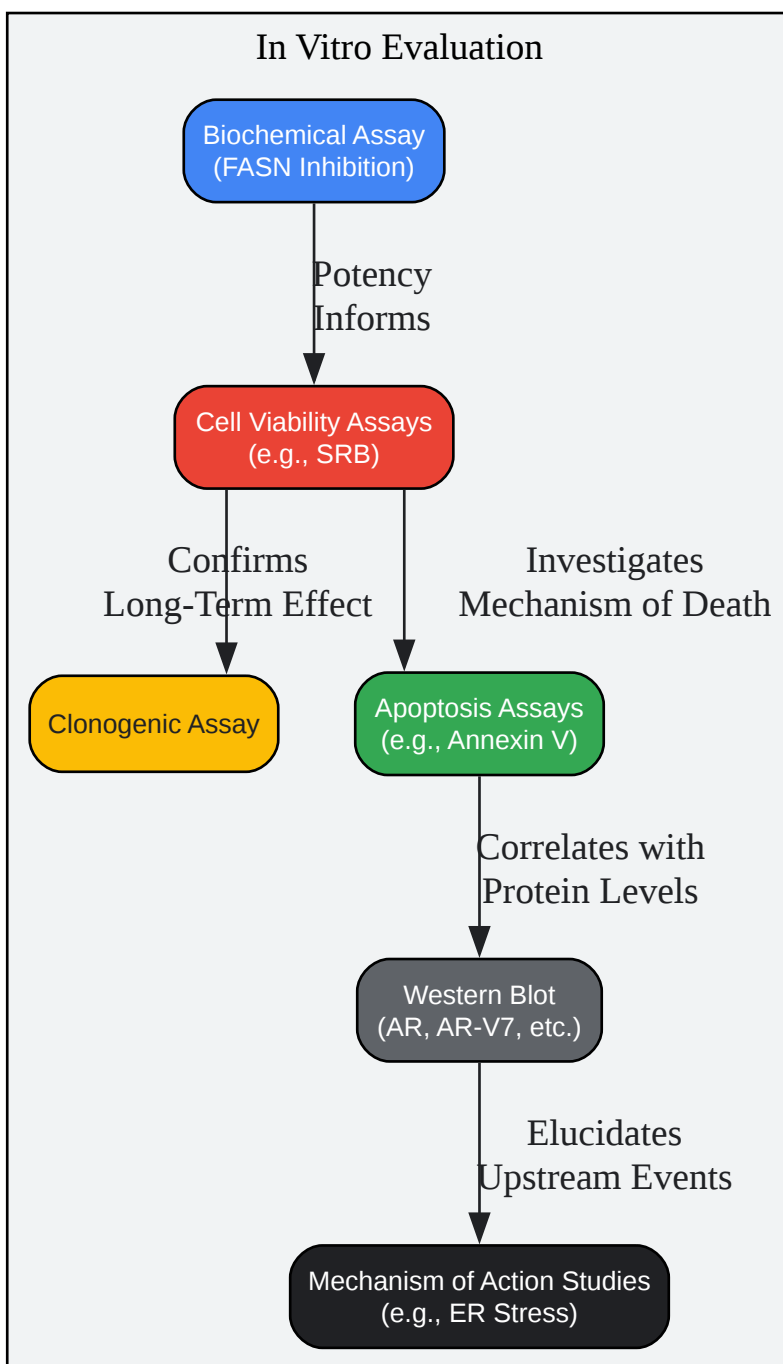 In Vitro Evaluation
Biochemical Assay
(FASN Inhibition)
Potency
Informs
Cell Viability Assays
(e.g., SRB)
Confirms
Long-Term Effect
Investigates
Mechanism of Death
Clonogenic Assay
Apoptosis Assays
(e.g., Annexin V)
Correlates with
Protein Levels
Western Blot
(AR, AR-V7, etc.)
Elucidates
Upstream Events
Mechanism of Action Studies
(e.g., ER Stress)